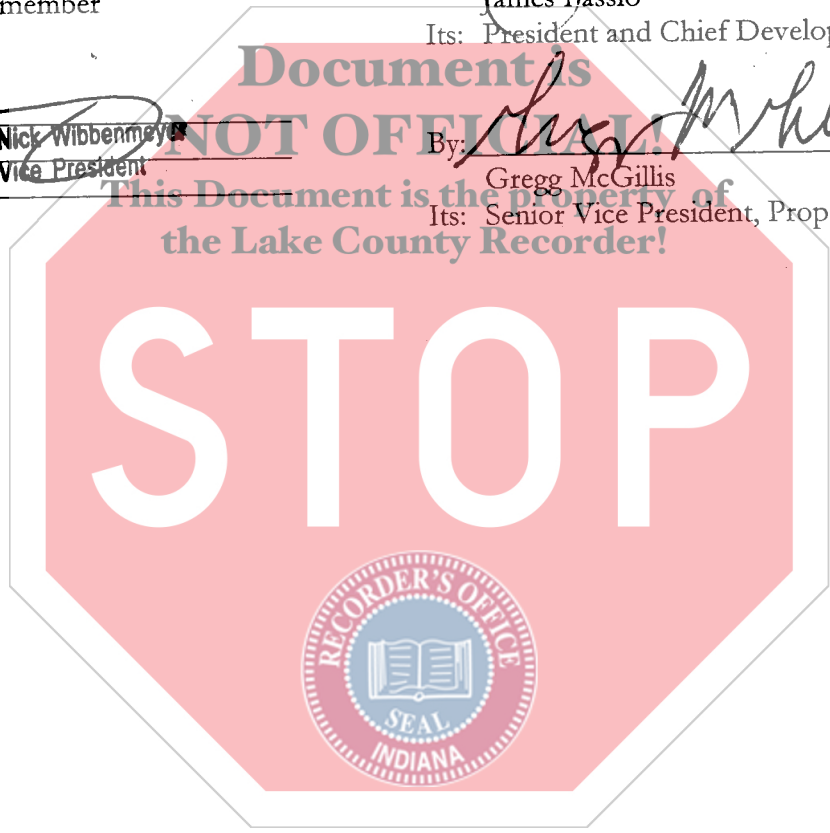 member
James
Its: President and Chief Develop
Document is
NOT OFFICIAL!
Nick Wibbenmeyer
Vice President
By:
Gregg McGillis
This Document is the property of
Its: Senior Vice President, Prop
the Lake County Recorder!
STOP
RECORDER'S OFFICE
SEAL
INDIANA